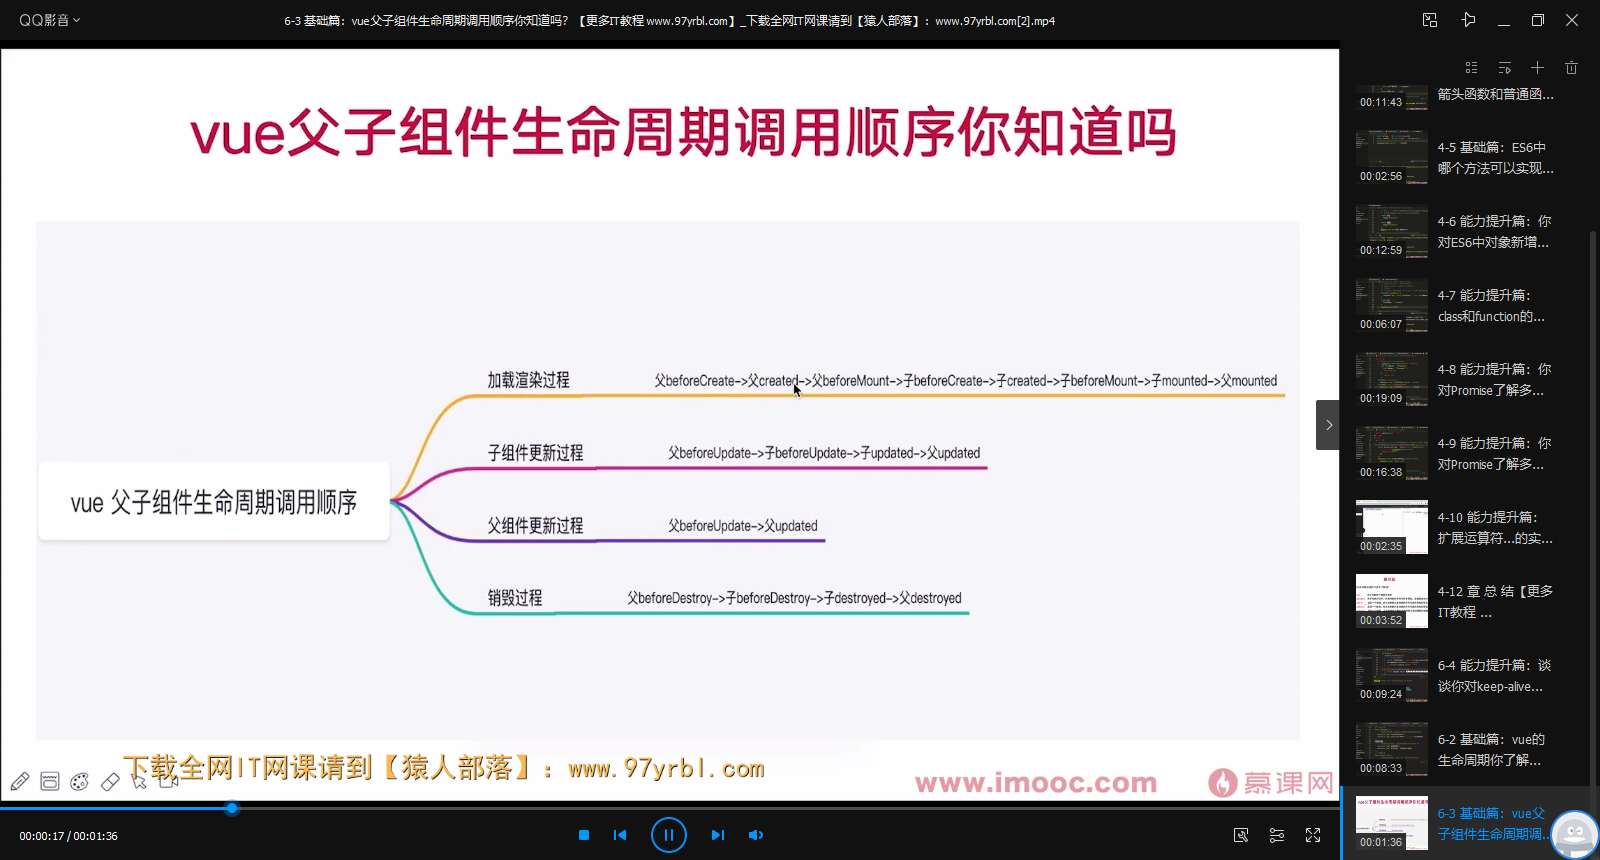 QQ影音
6-3 基础篇：vue父子组件生命周期调用顺序你知道吗？【更多IT教程 www.97yrbl.com】_下载全网IT网课请到【猿人部落】：www.97yrbl.com[2].mp4
vue父子组件生命周期调用顺序你知道吗
加载渲染过程
父beforeCreate->父created->父beforeMount->子beforeCreate->子created->子beforeMount->子mounted->父mounted
子组件更新过程
父beforeUpdate->子beforeUpdate->子updated->父updated
vue 父子组件生命周期调用顺序
父组件更新过程
父beforeUpdate->父updated
销毁过程
父beforeDestroy->子beforeDestroy->子destroyed->父destroyed
下载全网IT网课请到【猿人部落】：www.97yrbl.com
www.imooc.com
慕课网
00:00:17 / 00:01:36
00:11:43
箭头函数和普通函...
00:02:56
4-5 基础篇：ES6中
哪个方法可以实现...
00:12:59
4-6 能力提升篇：你
对ES6中对象新增...
00:06:07
4-7 能力提升篇：
class和function的...
00:19:09
4-8 能力提升篇：你
对Promise了解多...
00:16:38
4-9 能力提升篇：你
对Promise了解多...
00:02:35
4-10 能力提升篇：
扩展运算符...的实...
00:03:52
4-12 章 总 结【更多
IT教程 ...
00:09:24
6-4 能力提升篇：谈
谈你对keep-alive...
00:08:33
6-2 基础篇：vue的
生命周期你了解...
00:01:36
6-3 基础篇：vue父
子组件生命周期调...